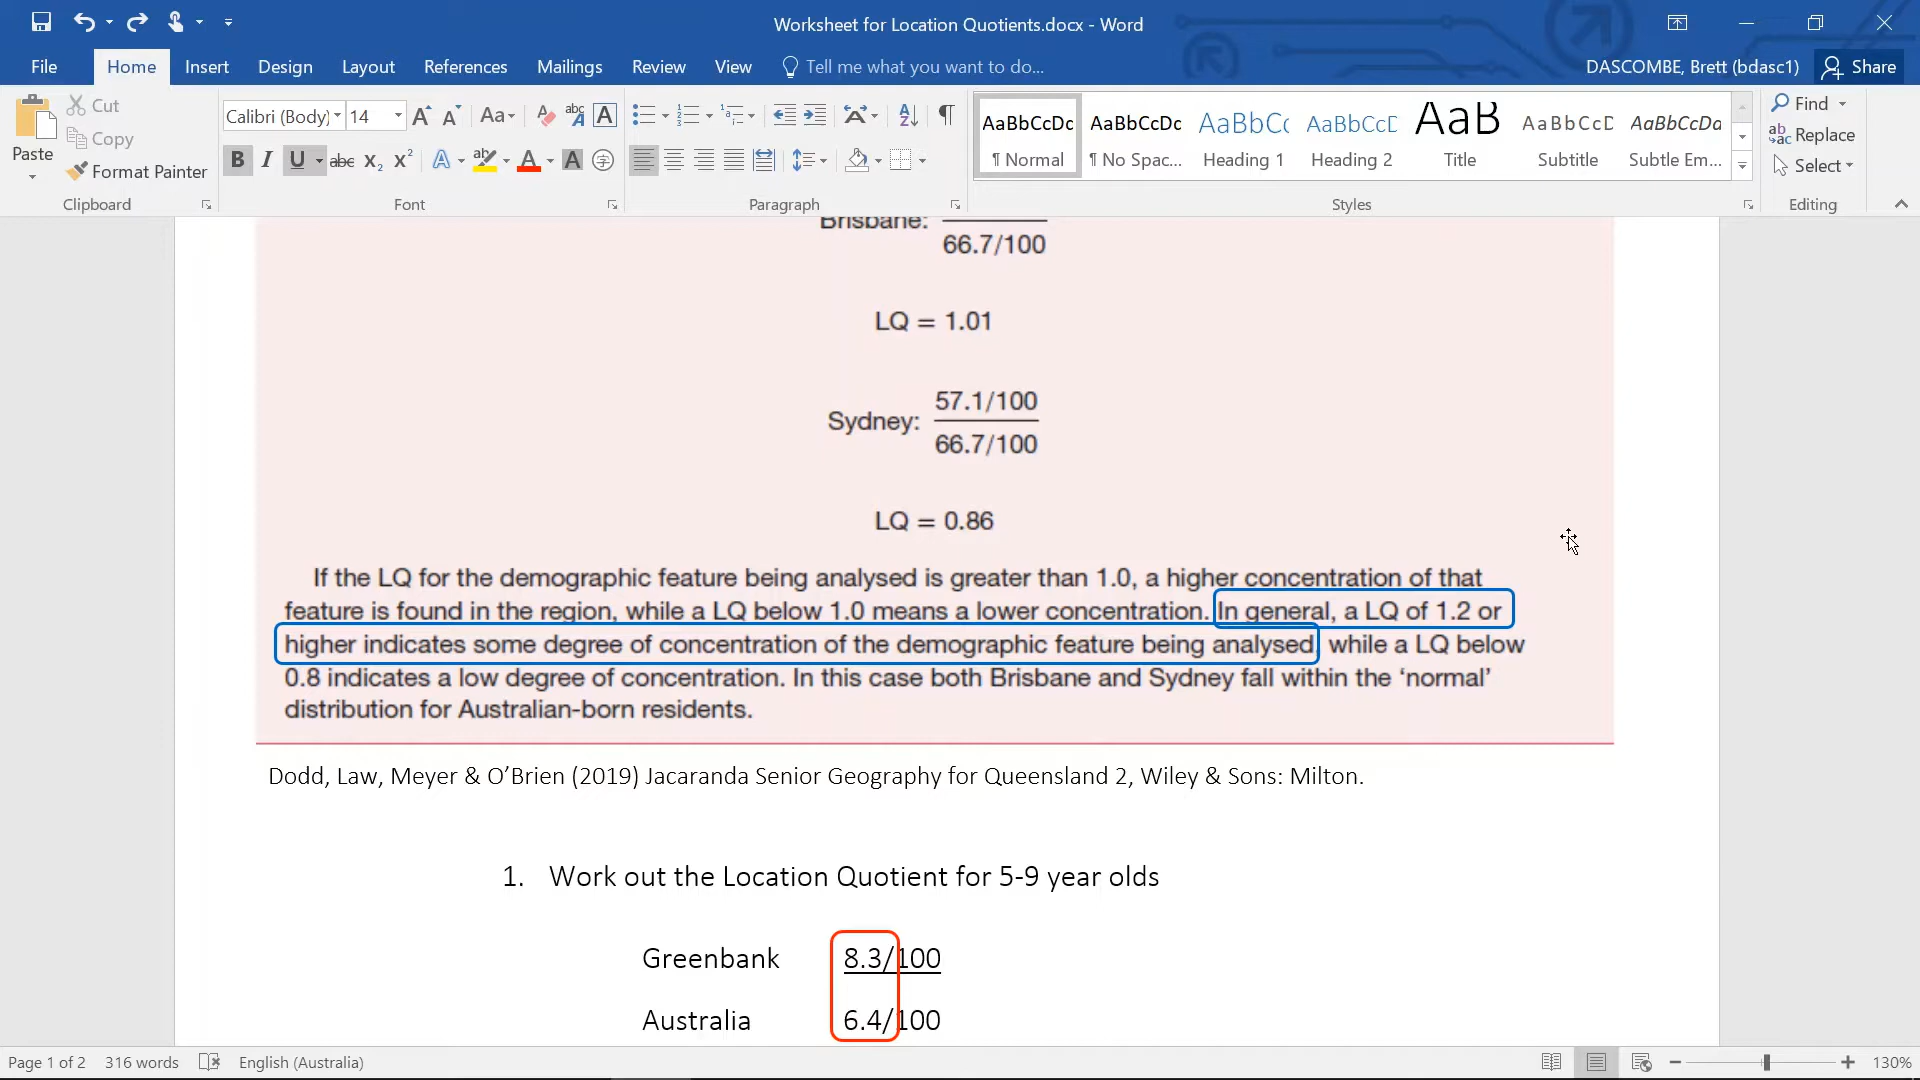 Worksheet for Location Quotients.docx - Word
File Home Insert Design Layout References Mailings Review View Tell me what you want to do... DASCOMBE, Brett (bdasc1) Share
Paste
Cut
Copy
Format Painter
Clipboard
Calibri (Body) 14
Font
Paragraph
AaBbCcDc AaBbCcDc AaBbCc AaBbCcD AaB AaBbCcD AaBbCcDa
¶ Normal ¶ No Spac... Heading 1 Heading 2 Title Subtitle Subtle Em...
Styles
Find
Replace
Select
Editing
Brisbane:
66.7/100
LQ = 1.01
Sydney: 57.1/100
66.7/100
LQ = 0.86
If the LQ for the demographic feature being analysed is greater than 1.0, a higher concentration of that
feature is found in the region, while a LQ below 1.0 means a lower concentration. In general, a LQ of 1.2 or
higher indicates some degree of concentration of the demographic feature being analysed, while a LQ below
0.8 indicates a low degree of concentration. In this case both Brisbane and Sydney fall within the ‘normal’
distribution for Australian-born residents.
Dodd, Law, Meyer & O’Brien (2019) Jacaranda Senior Geography for Queensland 2, Wiley & Sons: Milton.
1. Work out the Location Quotient for 5-9 year olds
Greenbank 8.3/100
Australia 6.4/100
Page 1 of 2 316 words English (Australia) 130%